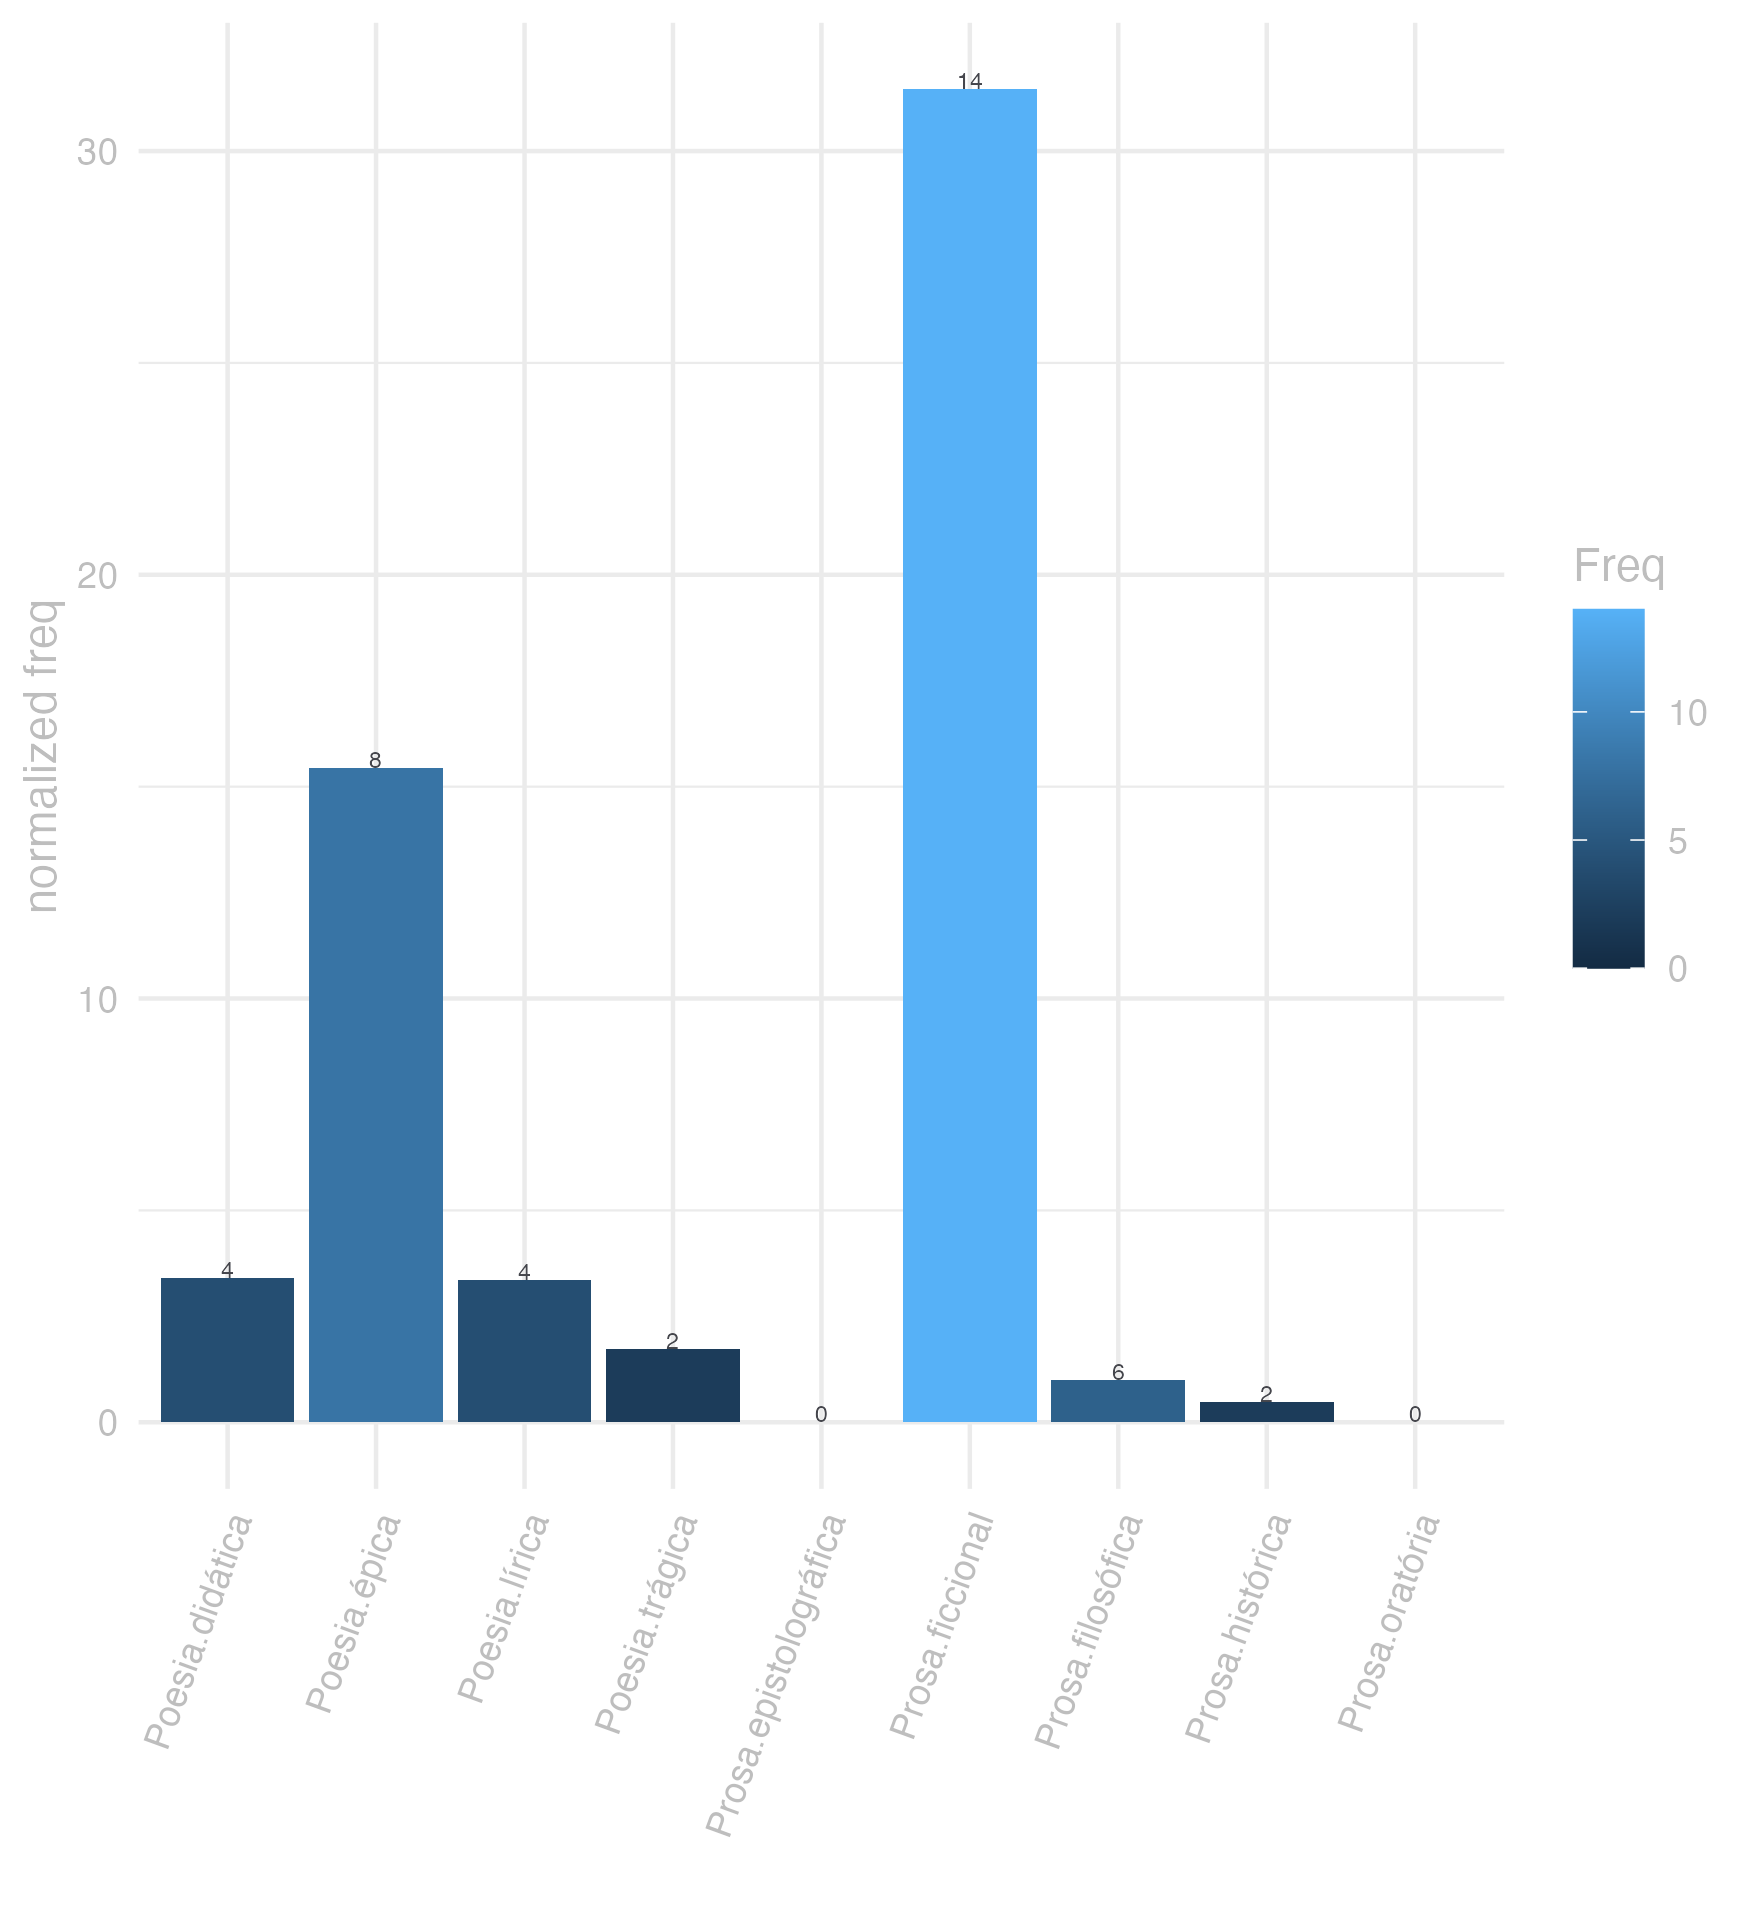 normalized freq
30
20
10
0
4
8
4
2
0
14
6
2
0
Poesia.didática
Poesia.épica
Poesia.lírica
Poesia.trágica
Prosa.epistolográfica
Prosa.ficcional
Prosa.filosófica
Prosa.histórica
Prosa.oratória
Freq
10
5
0